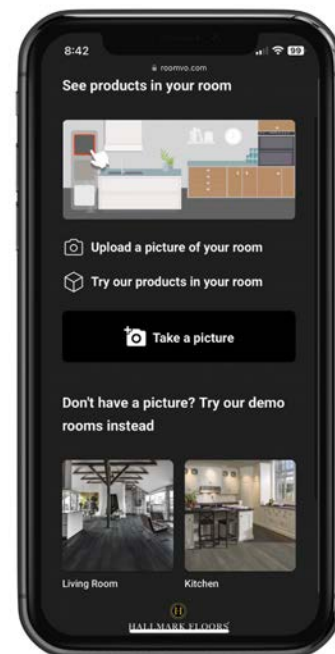 8:42
99
roomvo.com
See products in your room
Upload a picture of your room
Try our products in your room
Take a picture
Don't have a picture? Try our demo
rooms instead
Living Room
Kitchen
H
HALLMARK FLOORS